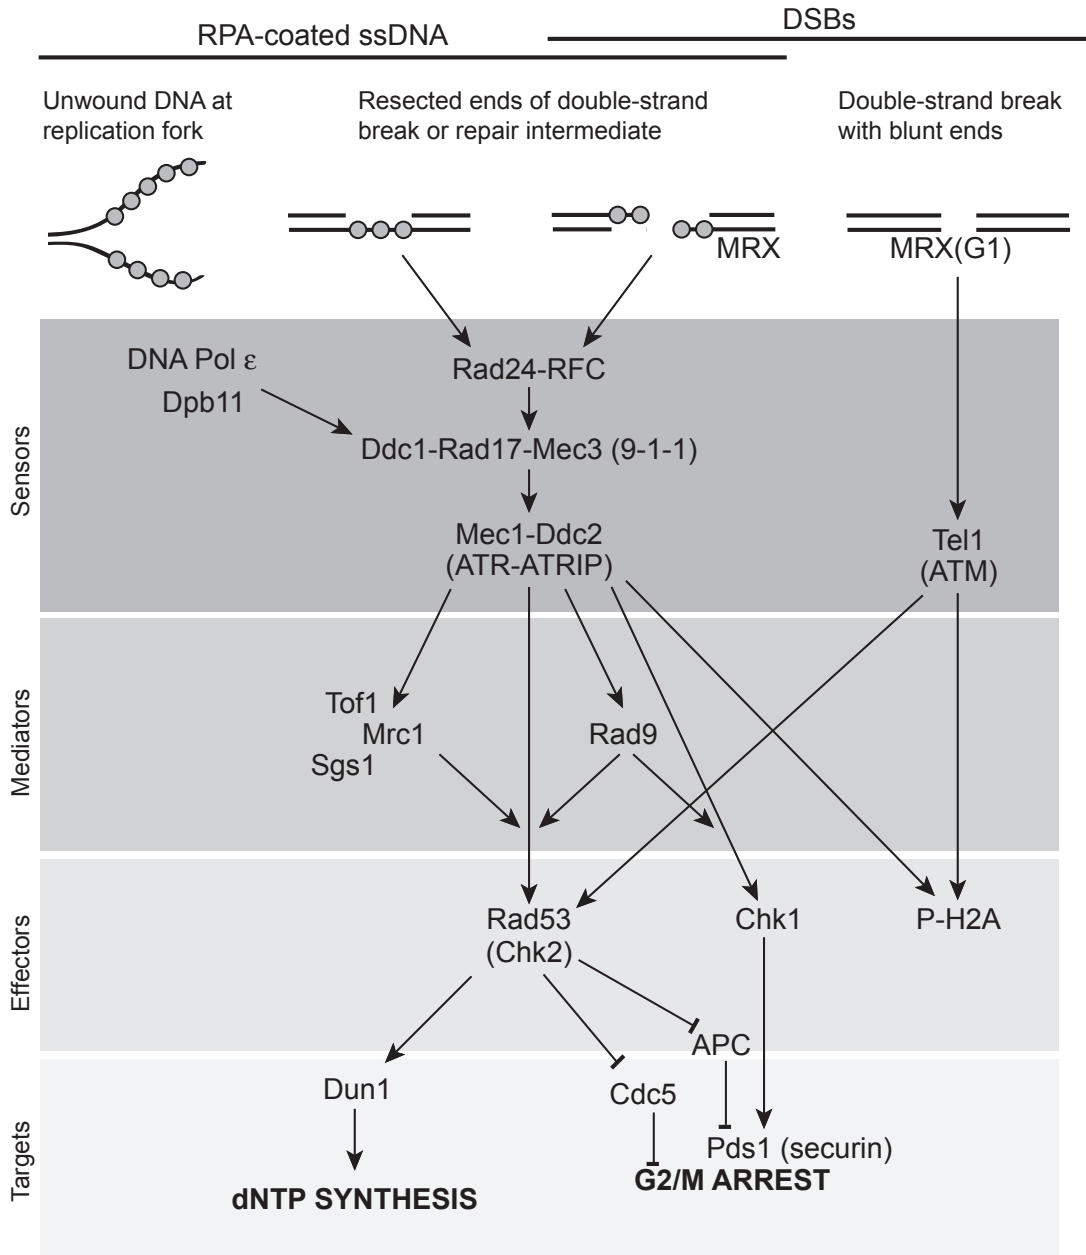 RPA-coated ssDNA
DSBs
Unwound DNA at
replication fork
Resected ends of double-strand
break or repair intermediate
Double-strand break
with blunt ends
MRX
MRX(G1)
Sensors
DNA Pol ε
Dpb11
Rad24-RFC
Ddc1-Rad17-Mec3 (9-1-1)
Mec1-Ddc2
(ATR-ATRIP)
Tel1
(ATM)
Mediators
Tof1
Mrc1
Sgs1
Rad9
Effectors
Rad53
(Chk2)
Chk1
P-H2A
APC
Targets
Dun1
Cdc5
Pds1 (securin)
dNTP SYNTHESIS
G2/M ARREST